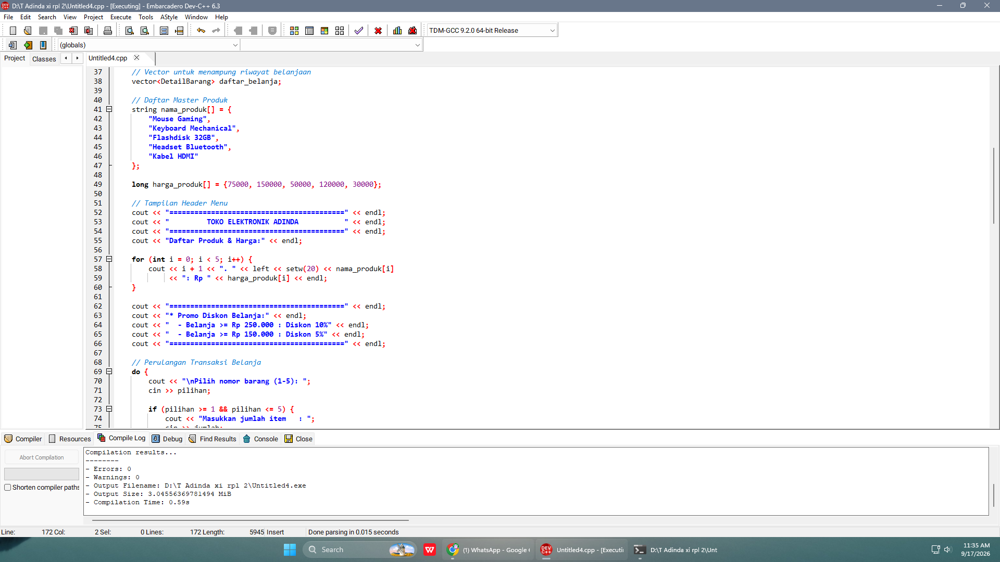 D:\T Adinda xi rpl 2\Untitled4.cpp - [Executing] - Embarcadero Dev-C++ 6.3
File Edit Search View Project Execute Tools AStyle Window Help
TDM-GCC 9.2.0 64-bit Release
(globals)
Project Classes Untitled4.cpp
37 // Vector untuk menampung riwayat belanjaan
38 vector<DetailBarang> daftar_belanja;
39
40 // Daftar Master Produk
41 string nama_produk[] = {
42 "Mouse Gaming",
43 "Keyboard Mechanical",
44 "Flashdisk 32GB",
45 "Headset Bluetooth",
46 "Kabel HDMI"
47 };
48
49 long harga_produk[] = {75000, 150000, 50000, 120000, 30000};
50
51 // Tampilan Header Menu
52 cout << "==========================================" << endl;
53 cout << "         TOKO ELEKTRONIK ADINDA           " << endl;
54 cout << "==========================================" << endl;
55 cout << "Daftar Produk & Harga:" << endl;
56
57 for (int i = 0; i < 5; i++) {
58 cout << i + 1 << ". " << left << setw(20) << nama_produk[i]
59 << ": Rp " << harga_produk[i] << endl;
60 }
61
62 cout << "==========================================" << endl;
63 cout << "* Promo Diskon Belanja:" << endl;
64 cout << "  - Belanja >= Rp 250.000 : Diskon 10%" << endl;
65 cout << "  - Belanja >= Rp 150.000 : Diskon 5%" << endl;
66 cout << "==========================================" << endl;
67
68 // Perulangan Transaksi Belanja
69 do {
70 cout << "\nPilih nomor barang (1-5): ";
71 cin >> pilihan;
72
73 if (pilihan >= 1 && pilihan <= 5) {
74 cout << "Masukkan jumlah item   : ";
75 cin >> jumlah;
Compiler Resources Compile Log Debug Find Results Console Close
Abort Compilation
Shorten compiler paths
Compilation results...
--------
- Errors: 0
- Warnings: 0
- Output Filename: D:\T Adinda xi rpl 2\Untitled4.exe
- Output Size: 3.04556369781494 MiB
- Compilation Time: 0.59s
Line: 172 Col: 2 Sel: 0 Lines: 172 Length: 5945 Insert Done parsing in 0.015 seconds
Search
(1) WhatsApp - Google
DEV C++
Untitled4.cpp - [Executi
D:\T Adinda xi rpl 2\Unt
11:35 AM
9/17/2026